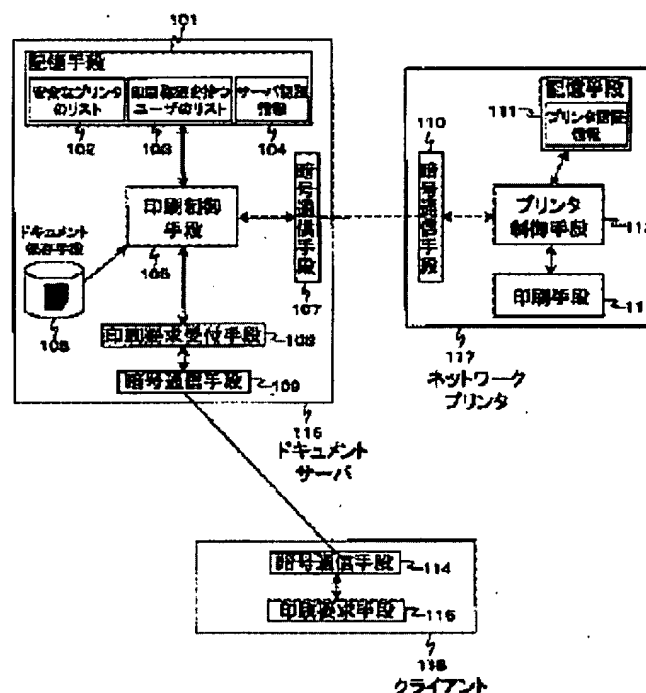 101
記憶手段
安全なプリンタ
のリスト
印刷権限を持つ
ユーザのリスト
サーバ認証
情報
102
103
104
印刷制御
手段
105
暗号通信手段
107
ドキュメント
保存手段
印刷要求受付手段
暗号通信手段
109
116
ドキュメント
サーバ
110
暗号通信手段
111
記憶手段
プリンタ認証
情報
プリンタ
制御手段
印刷手段
117
ネットワーク
プリンタ
暗号通信手段
114
印刷要求手段
115
118
クライアント